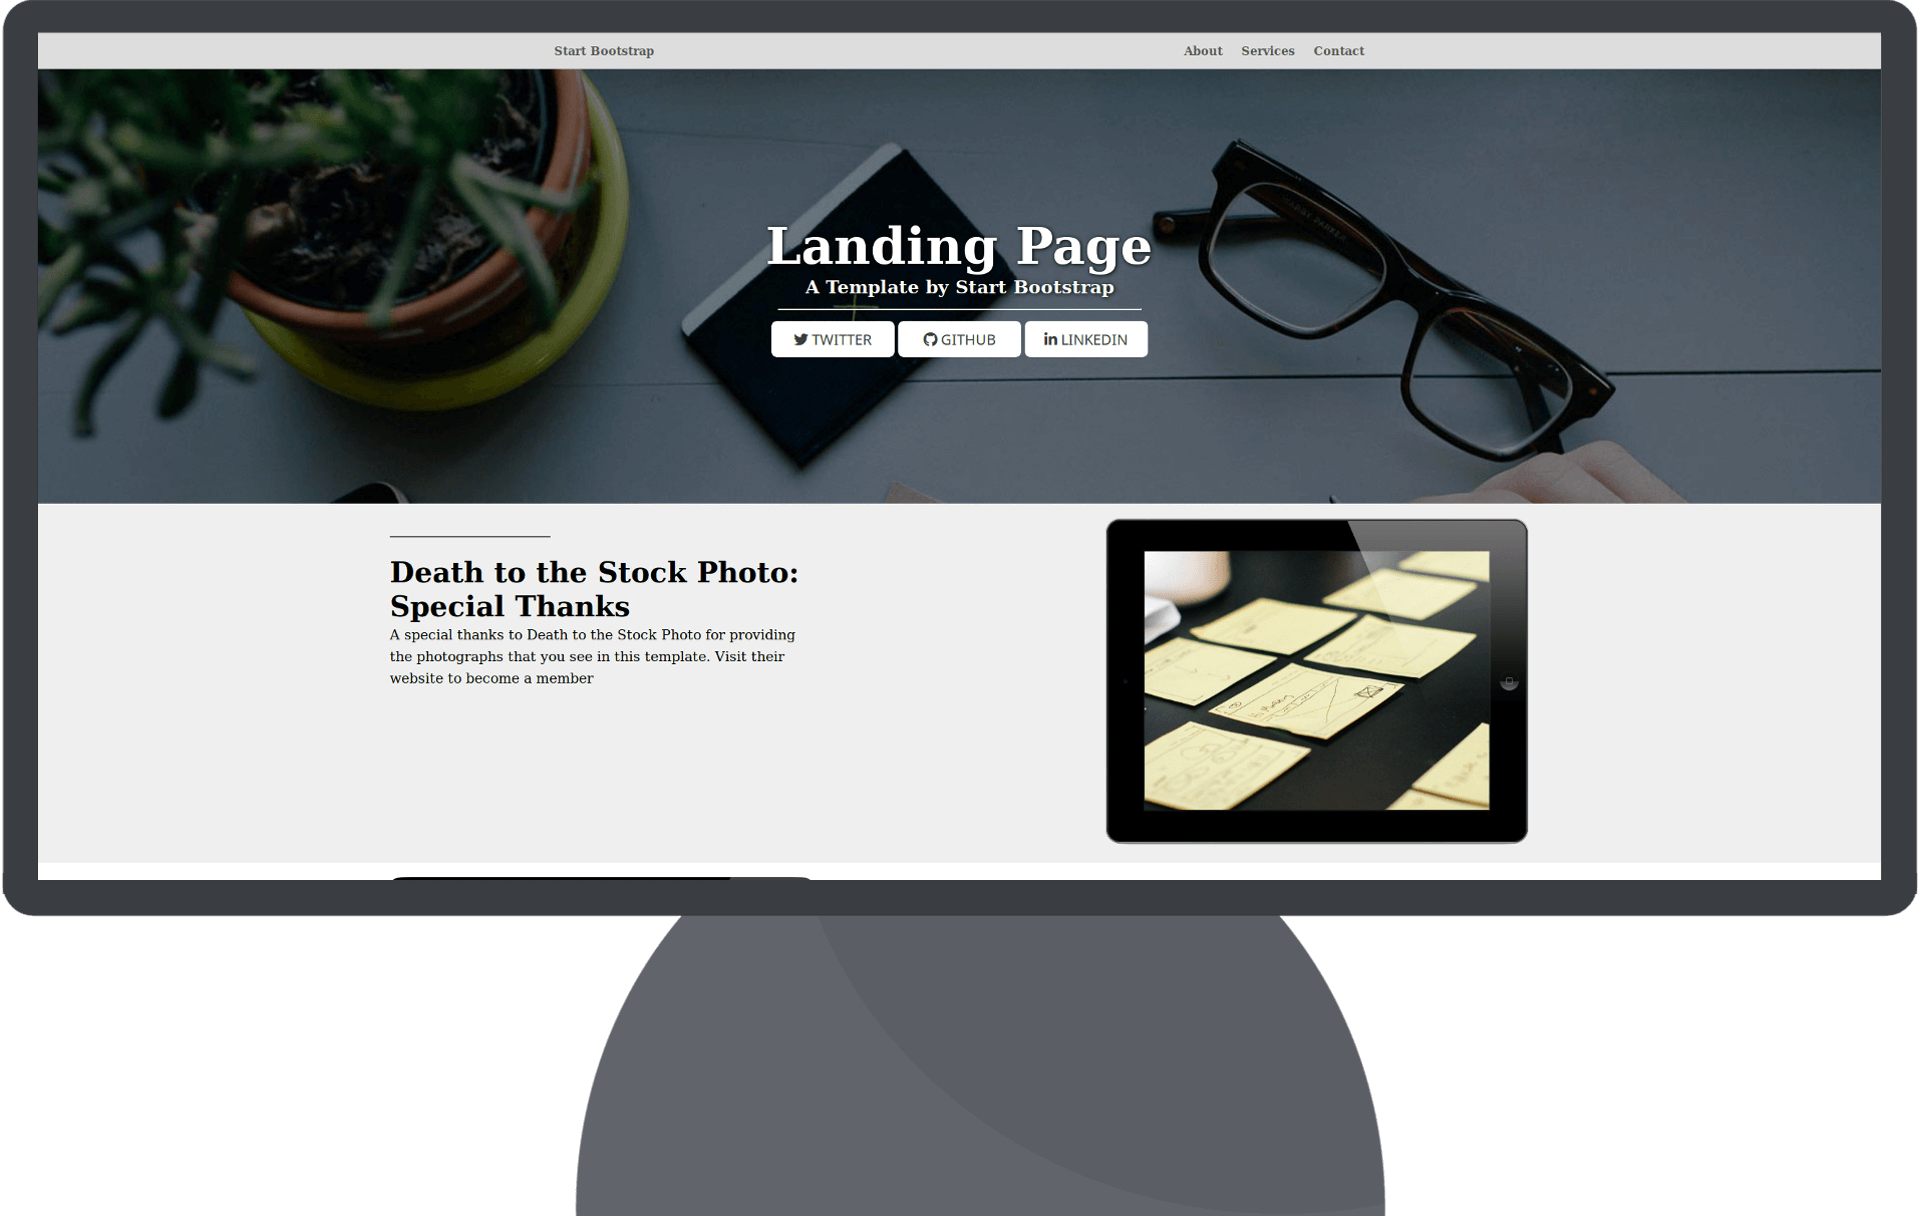 Start Bootstrap
About Services Contact
Landing Page
A Template by Start Bootstrap
TWITTER GITHUB LINKEDIN
Death to the Stock Photo:
Special Thanks
A special thanks to Death to the Stock Photo for providing
the photographs that you see in this template. Visit their
website to become a member